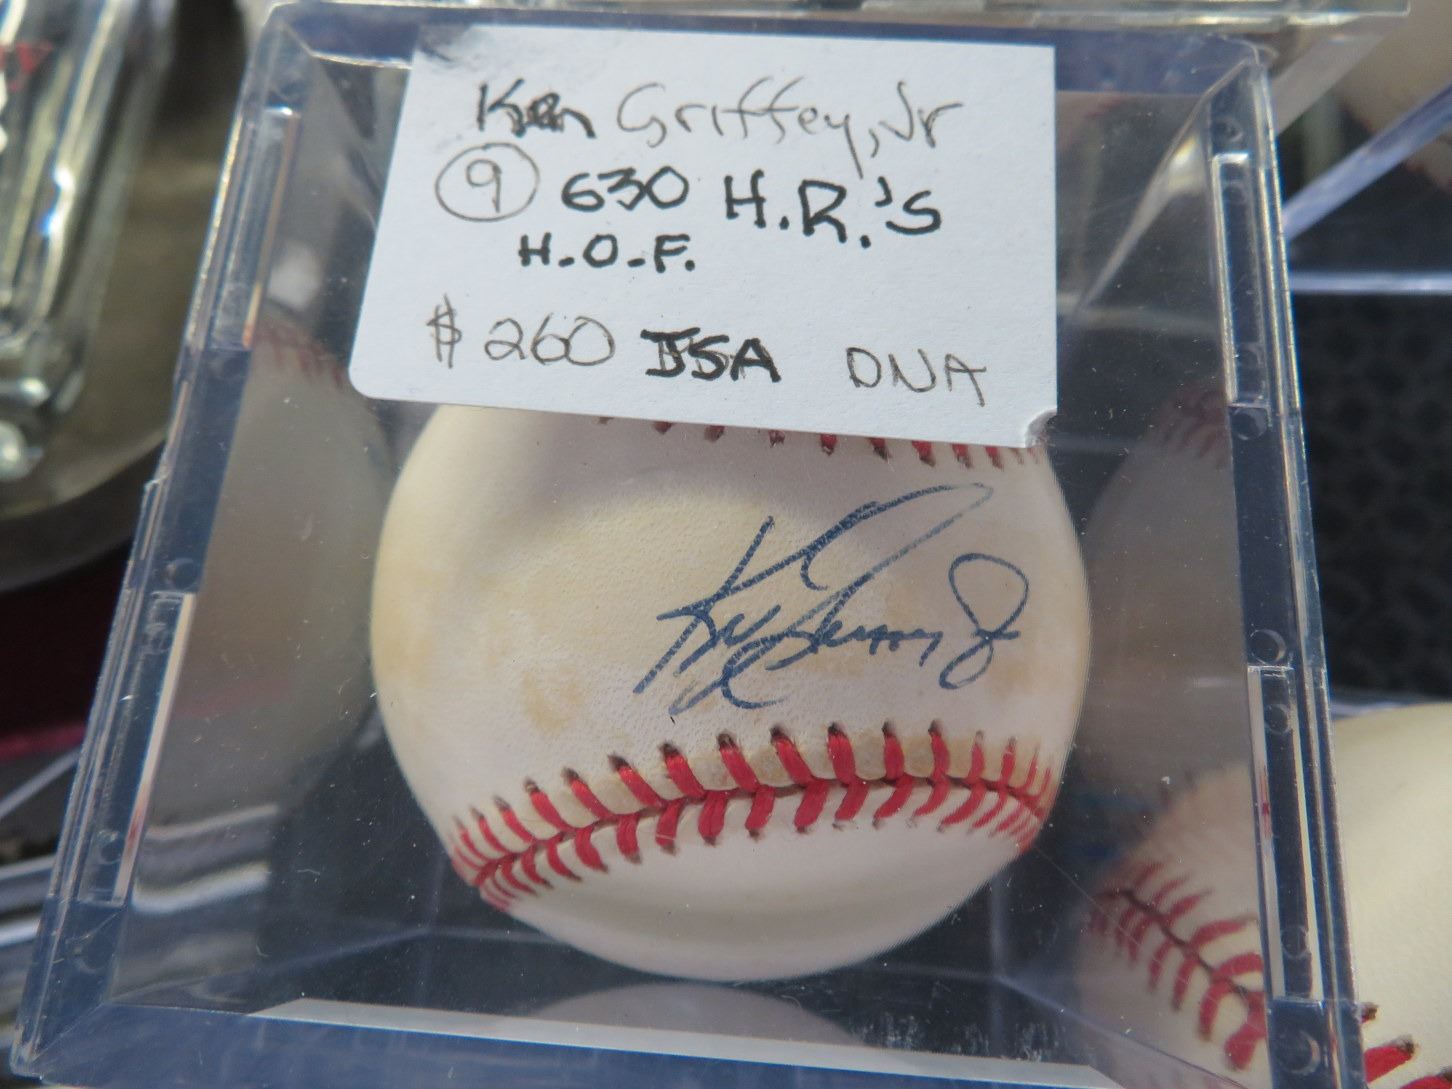 Ken Griffey, Jr
9 630 H.R.'S
H.O.F.
$260 JSA DNA